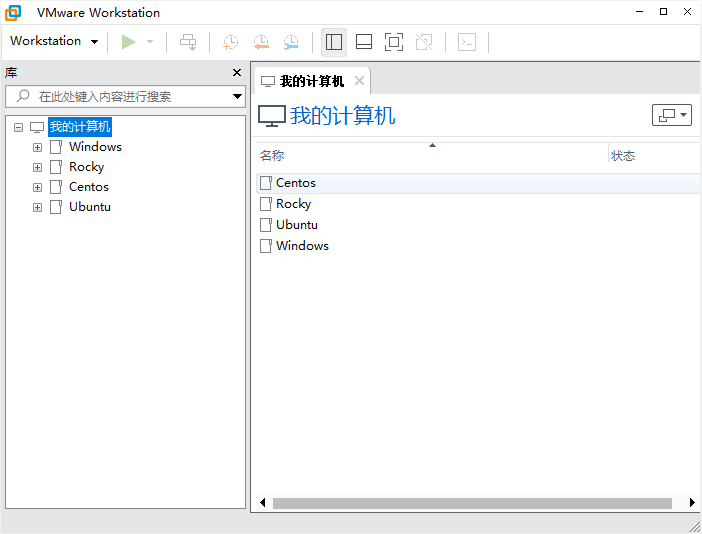 VMware Workstation
Workstation
库
在此处键入内容进行搜索
我的计算机
Windows
Rocky
Centos
Ubuntu
我的计算机
我的计算机
名称 状态
Centos
Rocky
Ubuntu
Windows